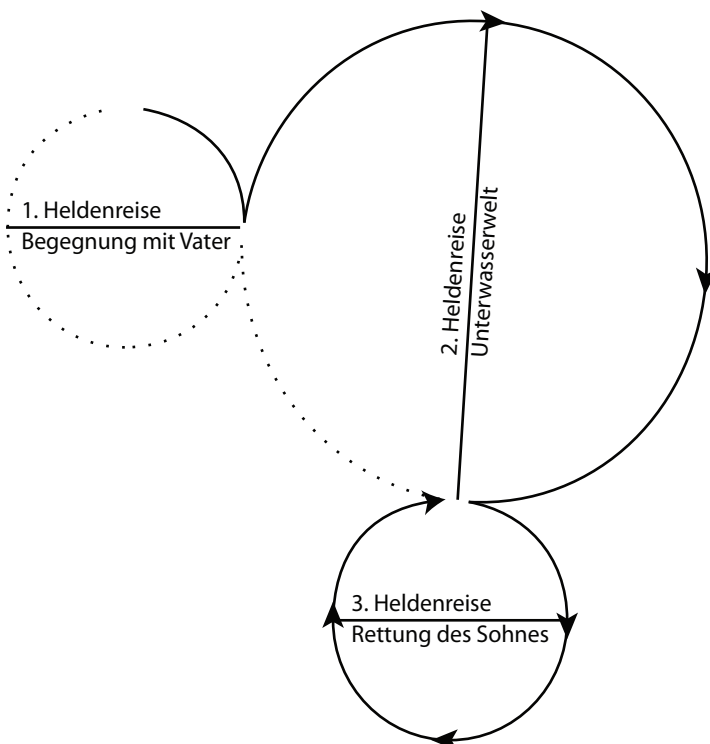 1. Heldenreise
Begegnung mit Vater
2. Heldenreise
Unterwasserwelt
3. Heldenreise
Rettung des Sohnes